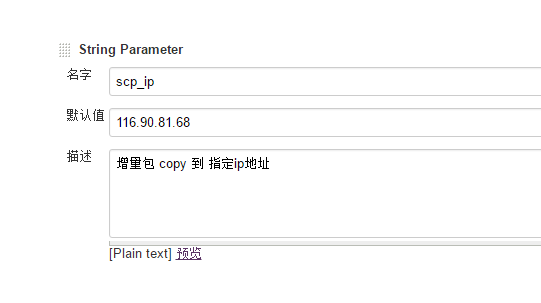 String Parameter
名字
scp_ip
默认值
116.90.81.68
描述
增量包 copy 到 指定ip地址
[Plain text] 预览